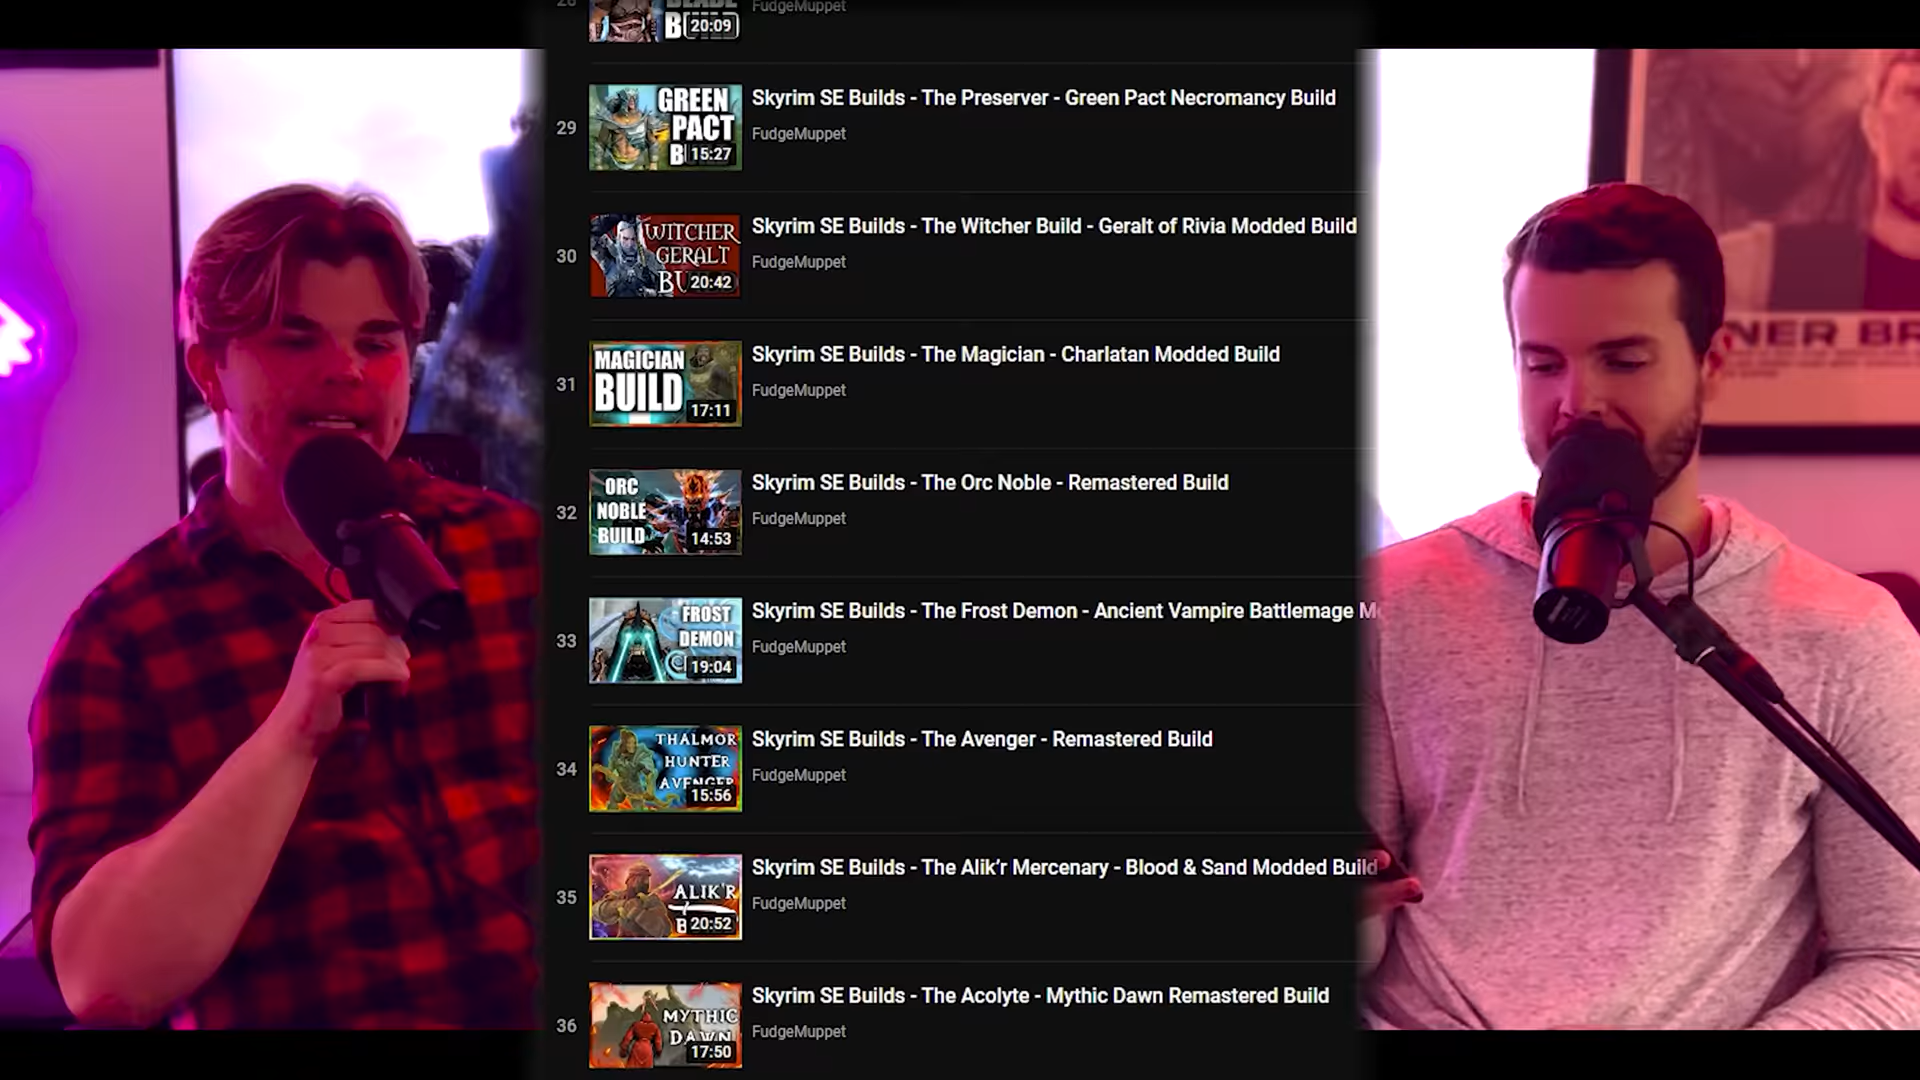 28
FudgeMuppet
BLADE
B
20:09
29
GREEN
PACT
B
15:27
Skyrim SE Builds - The Preserver - Green Pact Necromancy Build
FudgeMuppet
30
WITCHER
GERALT
BU
20:42
Skyrim SE Builds - The Witcher Build - Geralt of Rivia Modded Build
FudgeMuppet
31
MAGICIAN
BUILD
17:11
Skyrim SE Builds - The Magician - Charlatan Modded Build
FudgeMuppet
32
ORC
NOBLE
BUILD
14:53
Skyrim SE Builds - The Orc Noble - Remastered Build
FudgeMuppet
33
FROST
DEMON
19:04
Skyrim SE Builds - The Frost Demon - Ancient Vampire Battlemage M
FudgeMuppet
34
THALMOR
HUNTER
AVENGER
15:56
Skyrim SE Builds - The Avenger - Remastered Build
FudgeMuppet
35
ALIK'R
B
20:52
Skyrim SE Builds - The Alik’r Mercenary - Blood & Sand Modded Build
FudgeMuppet
36
MYTHIC
DAWN
17:50
Skyrim SE Builds - The Acolyte - Mythic Dawn Remastered Build
FudgeMuppet
NER BR